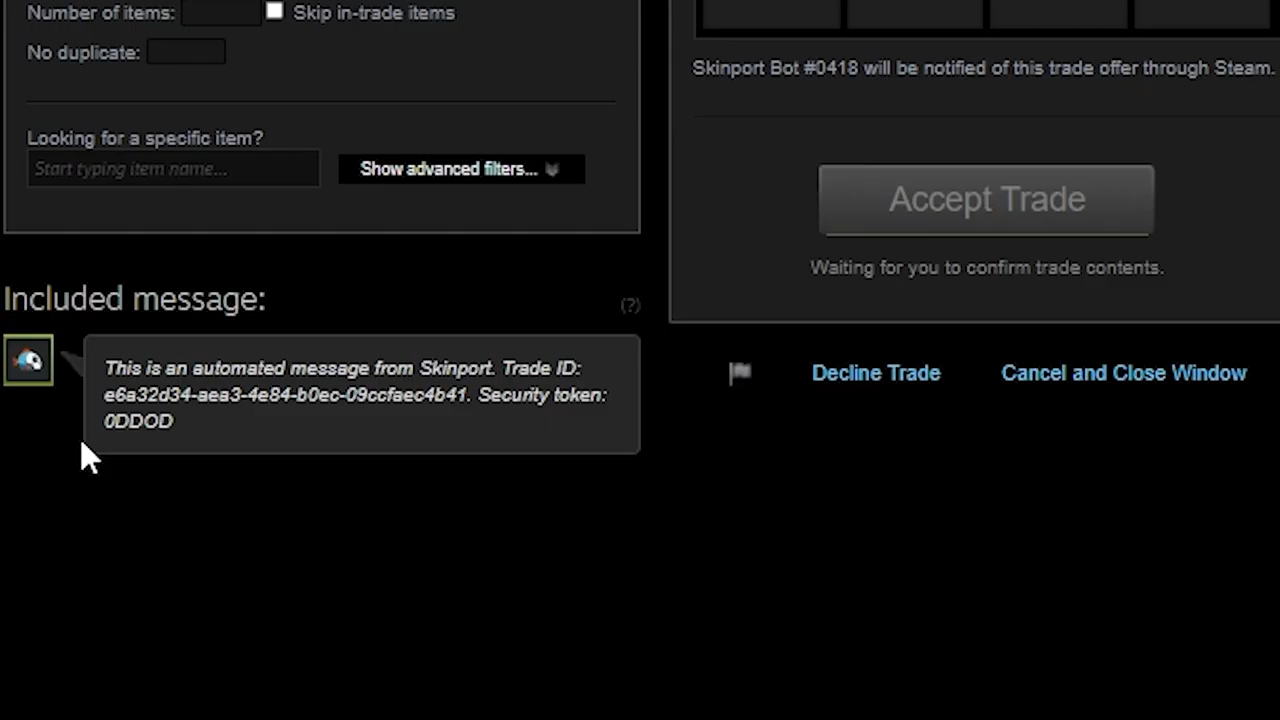 Number of items:
Skip in-trade items
No duplicate:
Looking for a specific item?
Start typing item name...
Show advanced filters...
Skinport Bot #0418 will be notified of this trade offer through Steam.
Accept Trade
Waiting for you to confirm trade contents.
Included message:
(?)
This is an automated message from Skinport. Trade ID:
e6a32d34-aea3-4e84-b0ec-09ccfaec4b41. Security token:
0DDOD
Decline Trade
Cancel and Close Window